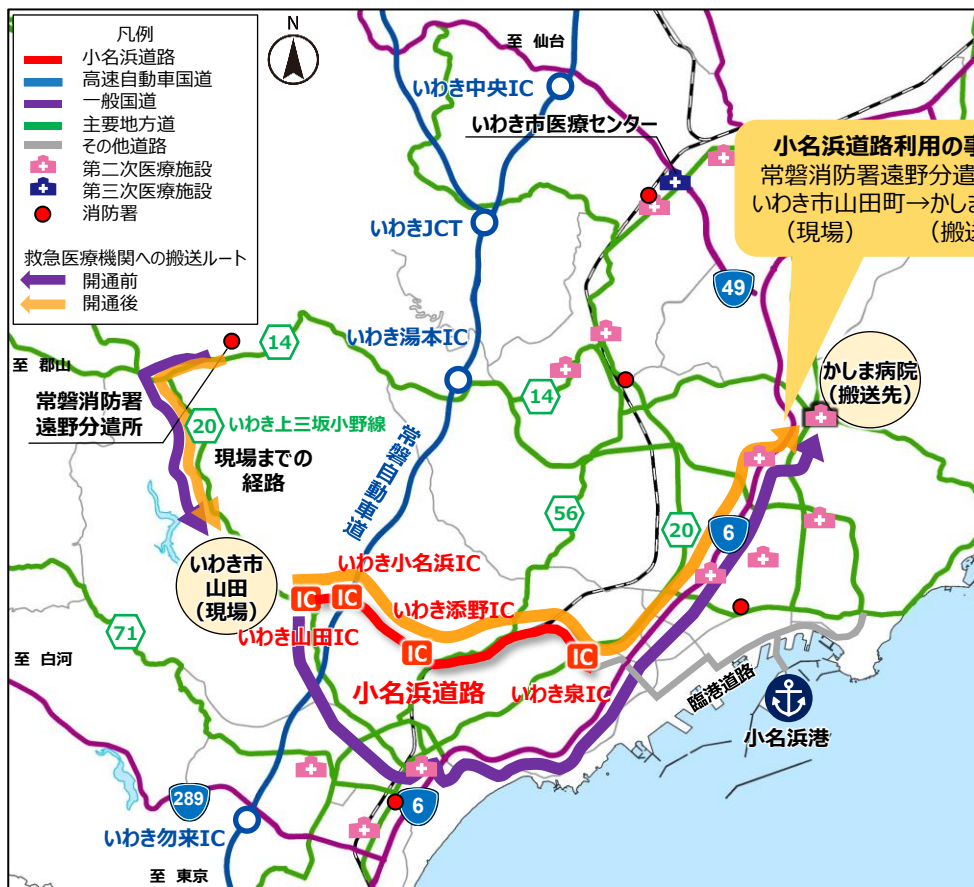 凡例
小名浜道路
高速自動車国道
一般国道
主要地方道
その他道路
第二次医療施設
第三次医療施設
消防署
救急医療機関への搬送ルート
開通前
開通後
N
至 仙台
いわき中央IC
いわき市医療センター
小名浜道路利用の事
常磐消防署遠野分遣
いわき市山田町→かしま
(現場)
(搬送
いわきJCT
49
いわき湯本IC
14
至 郡山
かしま病院
(搬送先)
常磐消防署
遠野分遣所
20
いわき上三坂小野線
14
現場までの
経路
常磐自動車道
56
20
6
いわき市
山田
(現場)
いわき小名浜IC
IC
IC
いわき添野IC
いわき山田IC
IC
IC
71
至 白河
小名浜道路
いわき泉IC
臨港道路
小名浜港
289
6
いわき勿来IC
至 東京